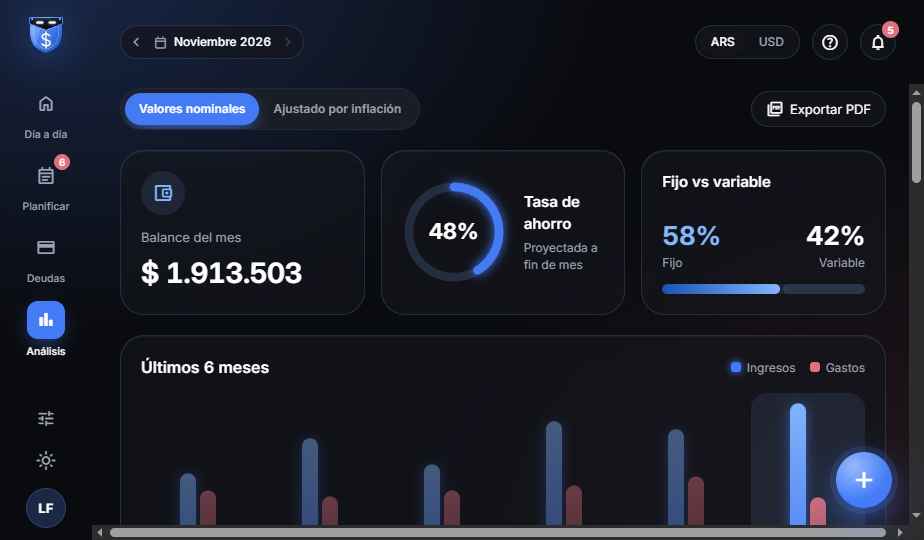 $
Noviembre 2026
ARS
USD
5
Día a día
6
Planificar
Deudas
Análisis
LF
Valores nominales
Ajustado por inflación
Exportar PDF
Balance del mes
$ 1.913.503
48%
Tasa de
ahorro
Proyectada a
fin de mes
Fijo vs variable
58%
42%
Fijo
Variable
Últimos 6 meses
Ingresos
Gastos